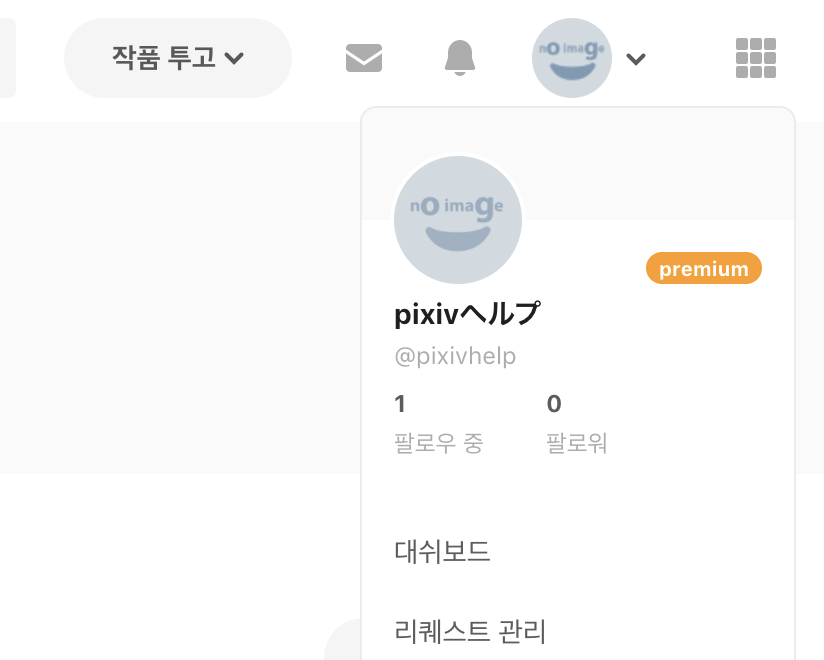 작품 투고
no image
no image
premium
pixivヘルプ
@pixivhelp
1 0
팔로우 중 팔로워
대쉬보드
리퀘스트 관리